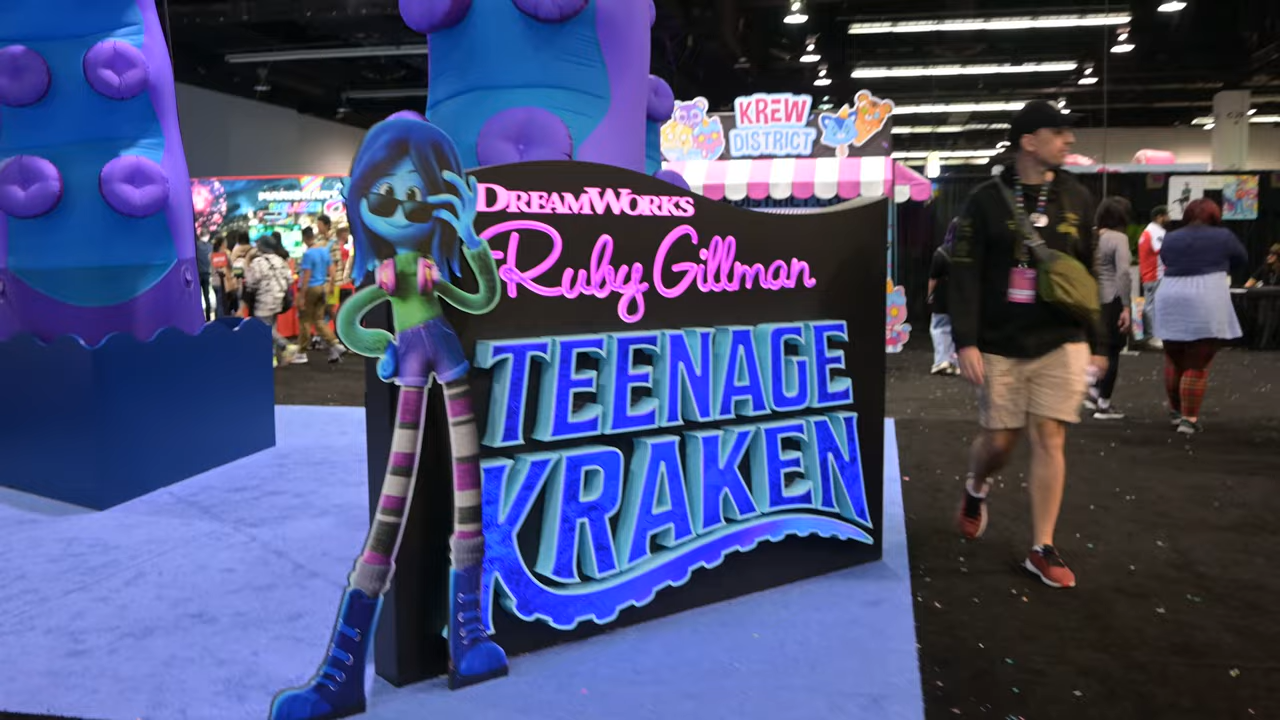 KREW
DISTRICT
DREAMWORKS
Ruby Gillman
TEENAGE
KRAKEN